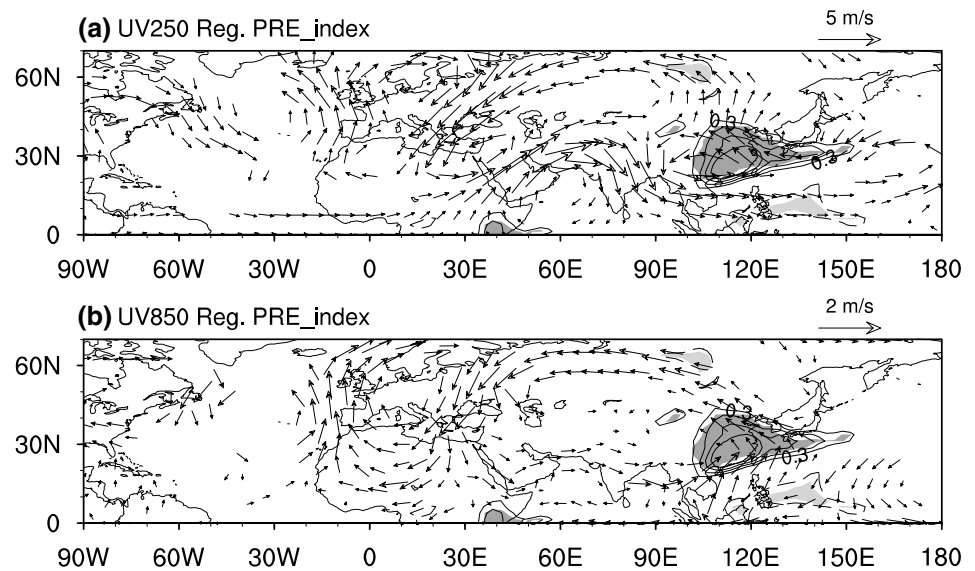 (a) UV250 Reg. PRE_index
5 m/s
60N
30N
0
0.3
0.3
90W 60W 30W 0 30E 60E 90E 120E 150E 180
(b) UV850 Reg. PRE_index
2 m/s
60N
30N
0
0.3
0.3
90W 60W 30W 0 30E 60E 90E 120E 150E 180